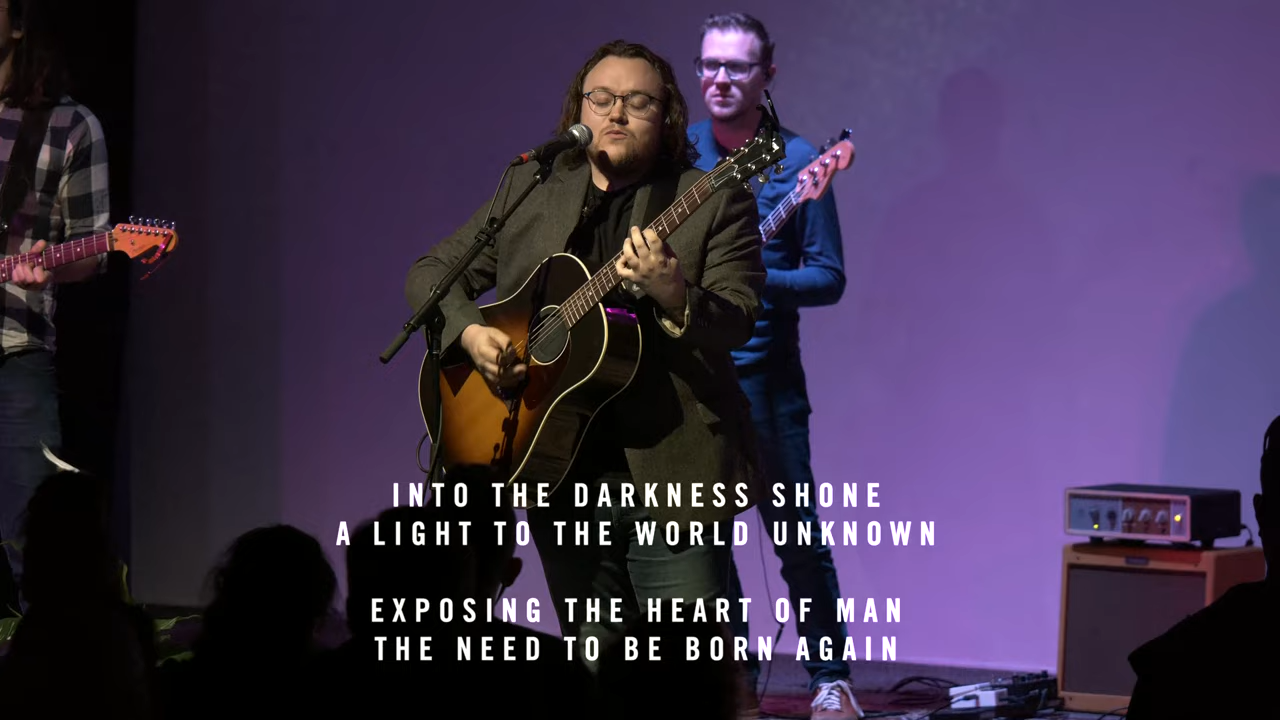 INTO THE DARKNESS SHONE
A LIGHT TO THE WORLD UNKNOWN
EXPOSING THE HEART OF MAN
THE NEED TO BE BORN AGAIN